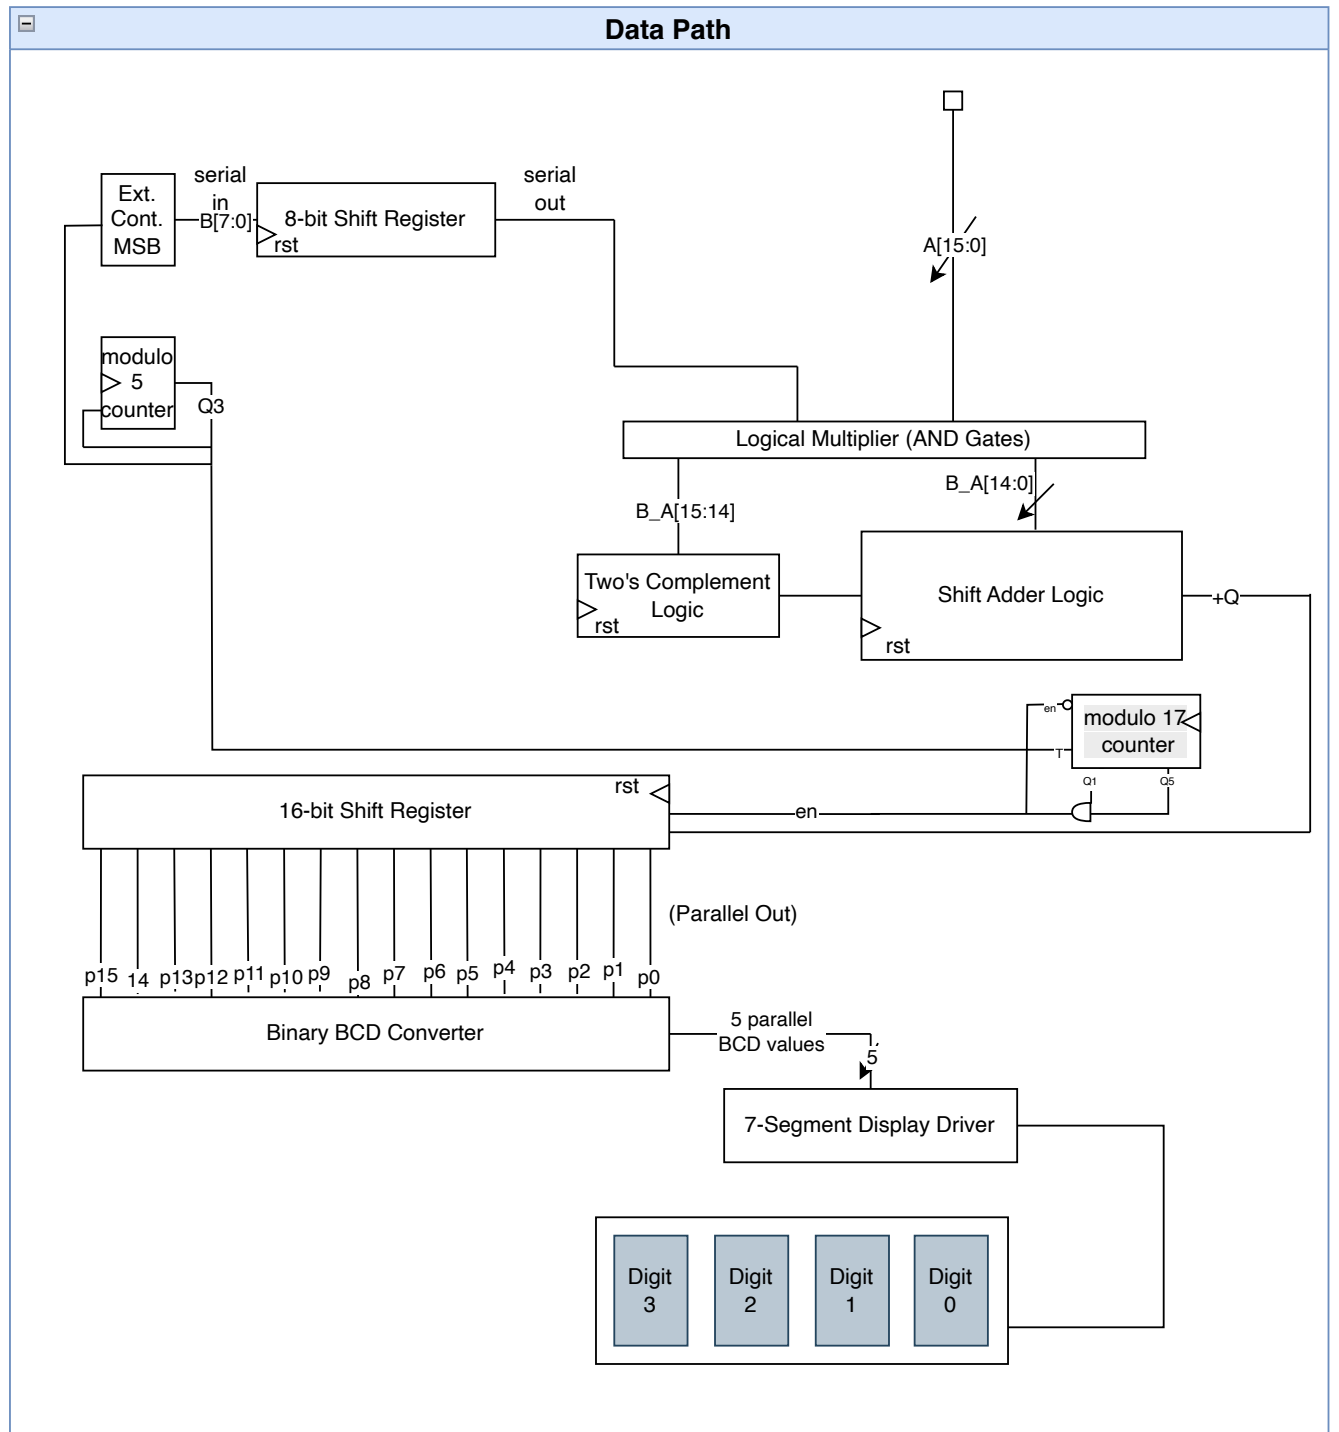 Data Path
Ext.
Cont.
MSB
serial
in
B[7:0]
8-bit Shift Register
rst
serial
out
A[15:0]
modulo
5
counter
Q3
Logical Multiplier (AND Gates)
B_A[15:14]
B_A[14:0]
Two's Complement
Logic
rst
Shift Adder Logic
rst
+Q
en
modulo 17
counter
T
Q1
Q5
rst
16-bit Shift Register
en
(Parallel Out)
p15
14
p13
p12
p11
p10
p9
p8
p7
p6
p5
p4
p3
p2
p1
p0
Binary BCD Converter
5 parallel
BCD values
5
7-Segment Display Driver
Digit
3
Digit
2
Digit
1
Digit
0